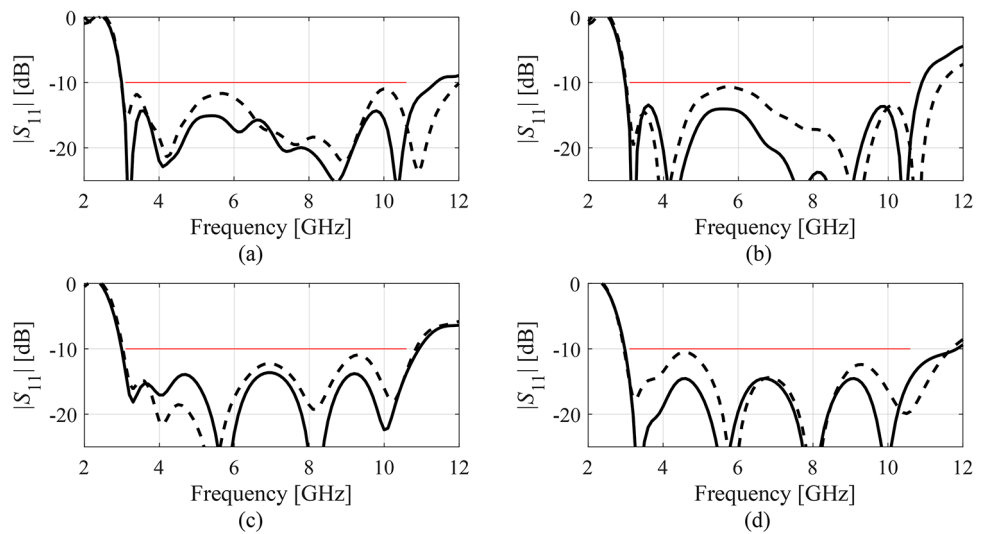 0
-10
-20
|S11| [dB]
2 4 6 8 10 12
Frequency [GHz]
(a)
0
-10
-20
|S11| [dB]
2 4 6 8 10 12
Frequency [GHz]
(b)
0
-10
-20
|S11| [dB]
2 4 6 8 10 12
Frequency [GHz]
(c)
0
-10
-20
|S11| [dB]
2 4 6 8 10 12
Frequency [GHz]
(d)